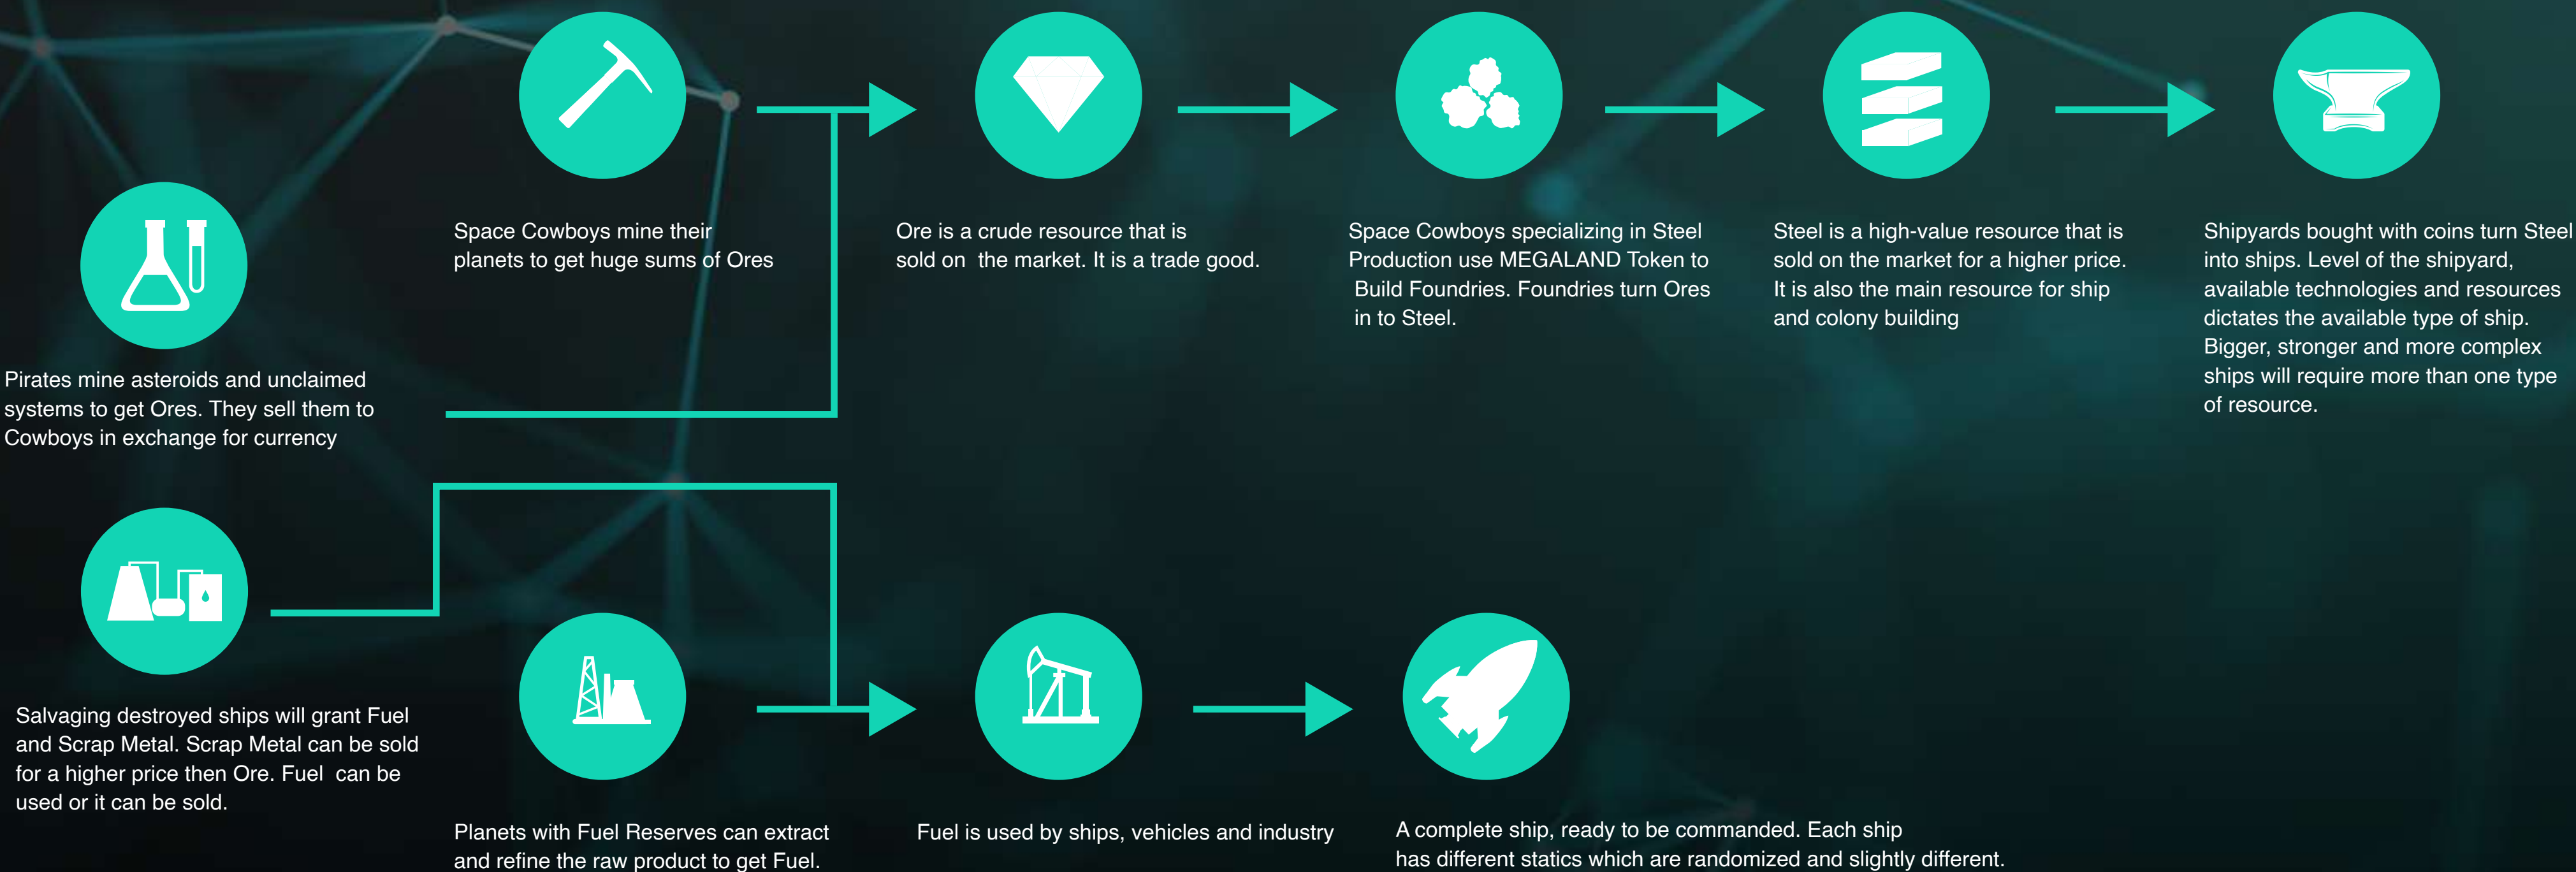 Pirates mine asteroids and unclaimed
systems to get Ores. They sell them to
Cowboys in exchange for currency
Space Cowboys mine their
planets to get huge sums of Ores
Ore is a crude resource that is
sold on  the market. It is a trade good.
Space Cowboys specializing in Steel
Production use MEGALAND Token to
Build Foundries. Foundries turn Ores
in to Steel.
Steel is a high-value resource that is
sold on the market for a higher price.
It is also the main resource for ship
and colony building
Shipyards bought with coins turn Steel
into ships. Level of the shipyard,
available technologies and resources
dictates the available type of ship.
Bigger, stronger and more complex
ships will require more than one type
of resource.
Salvaging destroyed ships will grant Fuel
and Scrap Metal. Scrap Metal can be sold
for a higher price then Ore. Fuel  can be
used or it can be sold.
Planets with Fuel Reserves can extract
and refine the raw product to get Fuel.
Fuel is used by ships, vehicles and industry
A complete ship, ready to be commanded. Each ship
has different statics which are randomized and slightly different.